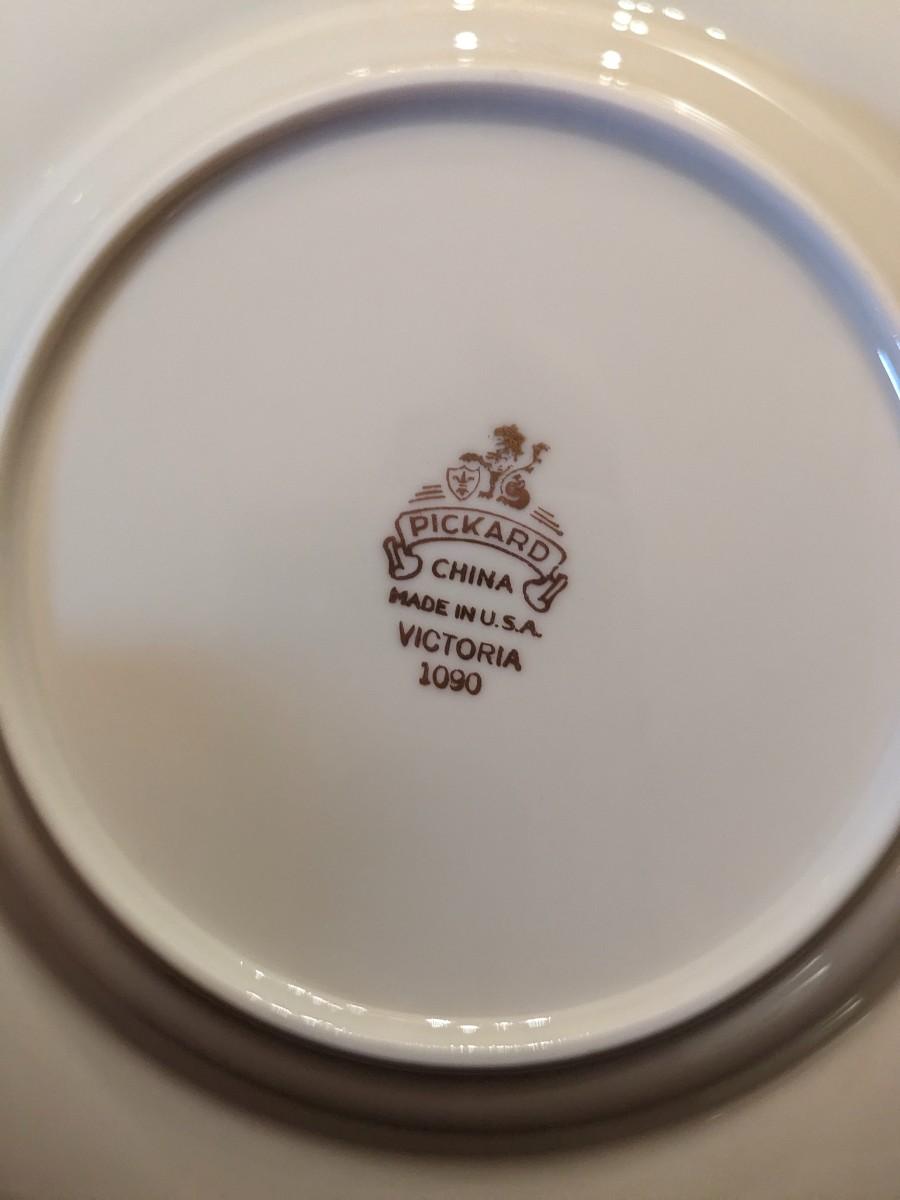 PICKARD
CHINA
MADE IN U.S.A.
VICTORIA
1090